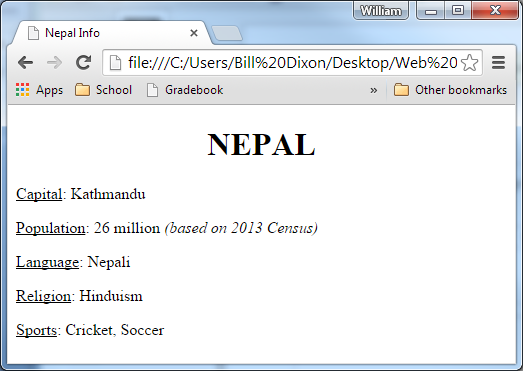 William
Nepal Info
file:///C:/Users/Bill%20Dixon/Desktop/Web%20
Apps School Gradebook » Other bookmarks
NEPAL
Capital: Kathmandu
Population: 26 million (based on 2013 Census)
Language: Nepali
Religion: Hinduism
Sports: Cricket, Soccer